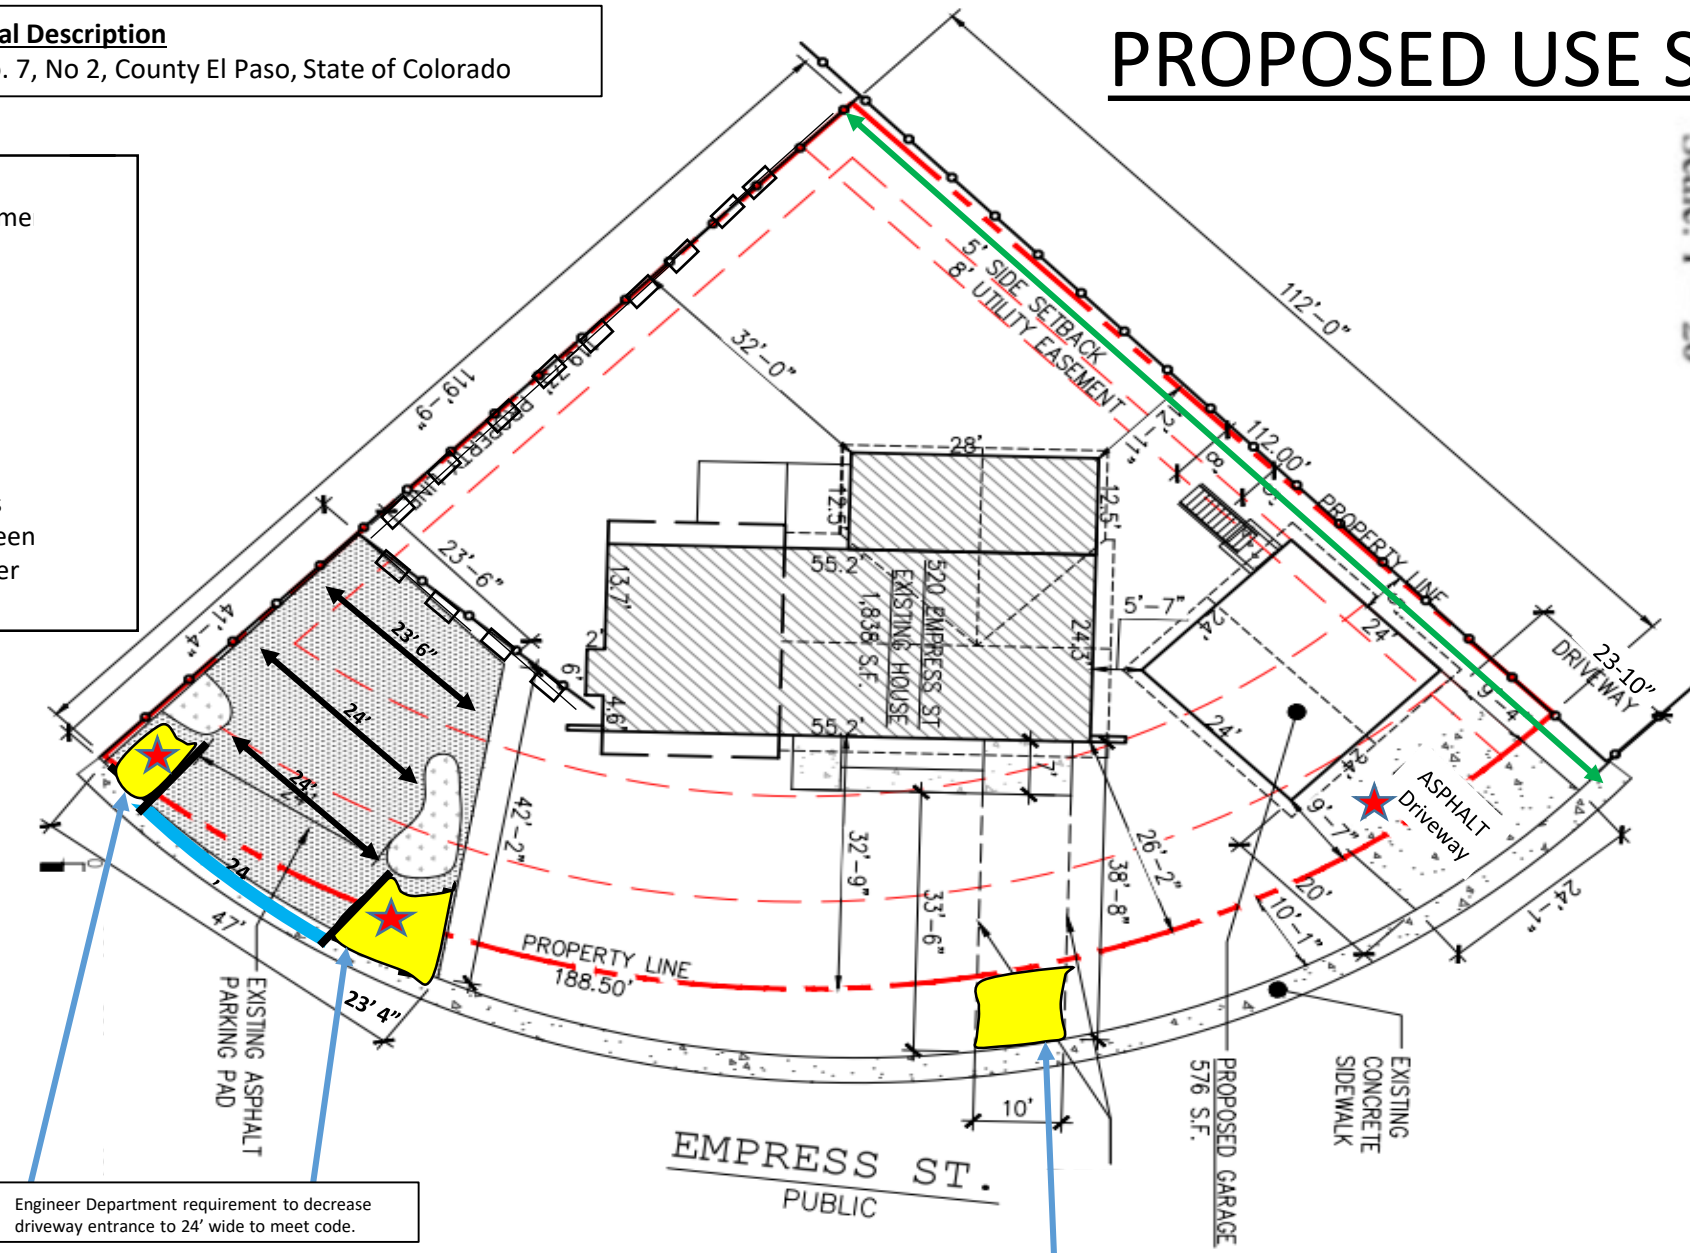 al Description
. 7, No 2, County El Paso, State of Colorado
PROPOSED USE S
me
s
een
er
112'-0"
119'-9"
5' SIDE SETBACK
8' UTILITY EASEMENT
32'-0"
112.00'
PROPERTY LINE
28'
12.5'
12.5'
55.2'
13.7'
2'
4.6'
6'
55.2'
24.3'
520 EMPRESS ST
EXISTING HOUSE
1,838 S.F.
5'-7"
24'
24'
24'
24'
23-10"
DRIVEWAY
9'-4
ASPHALT
Driveway
9'-7"
20'
10'-1"
24'-1"
23'-6"
41'-4"
23'6"
24'
24'
24'
24'
47'
23' 4"
42'-2"
7'
32'-9"
33'-6"
38'-8"
26'-2"
PROPERTY LINE
188.50'
10'
EXISTING ASPHALT
PARKING PAD
EXISTING
CONCRETE
SIDEWALK
PROPOSED GARAGE
576 S.F.
EMPRESS ST.
PUBLIC
Engineer Department requirement to decrease
driveway entrance to 24' wide to meet code.